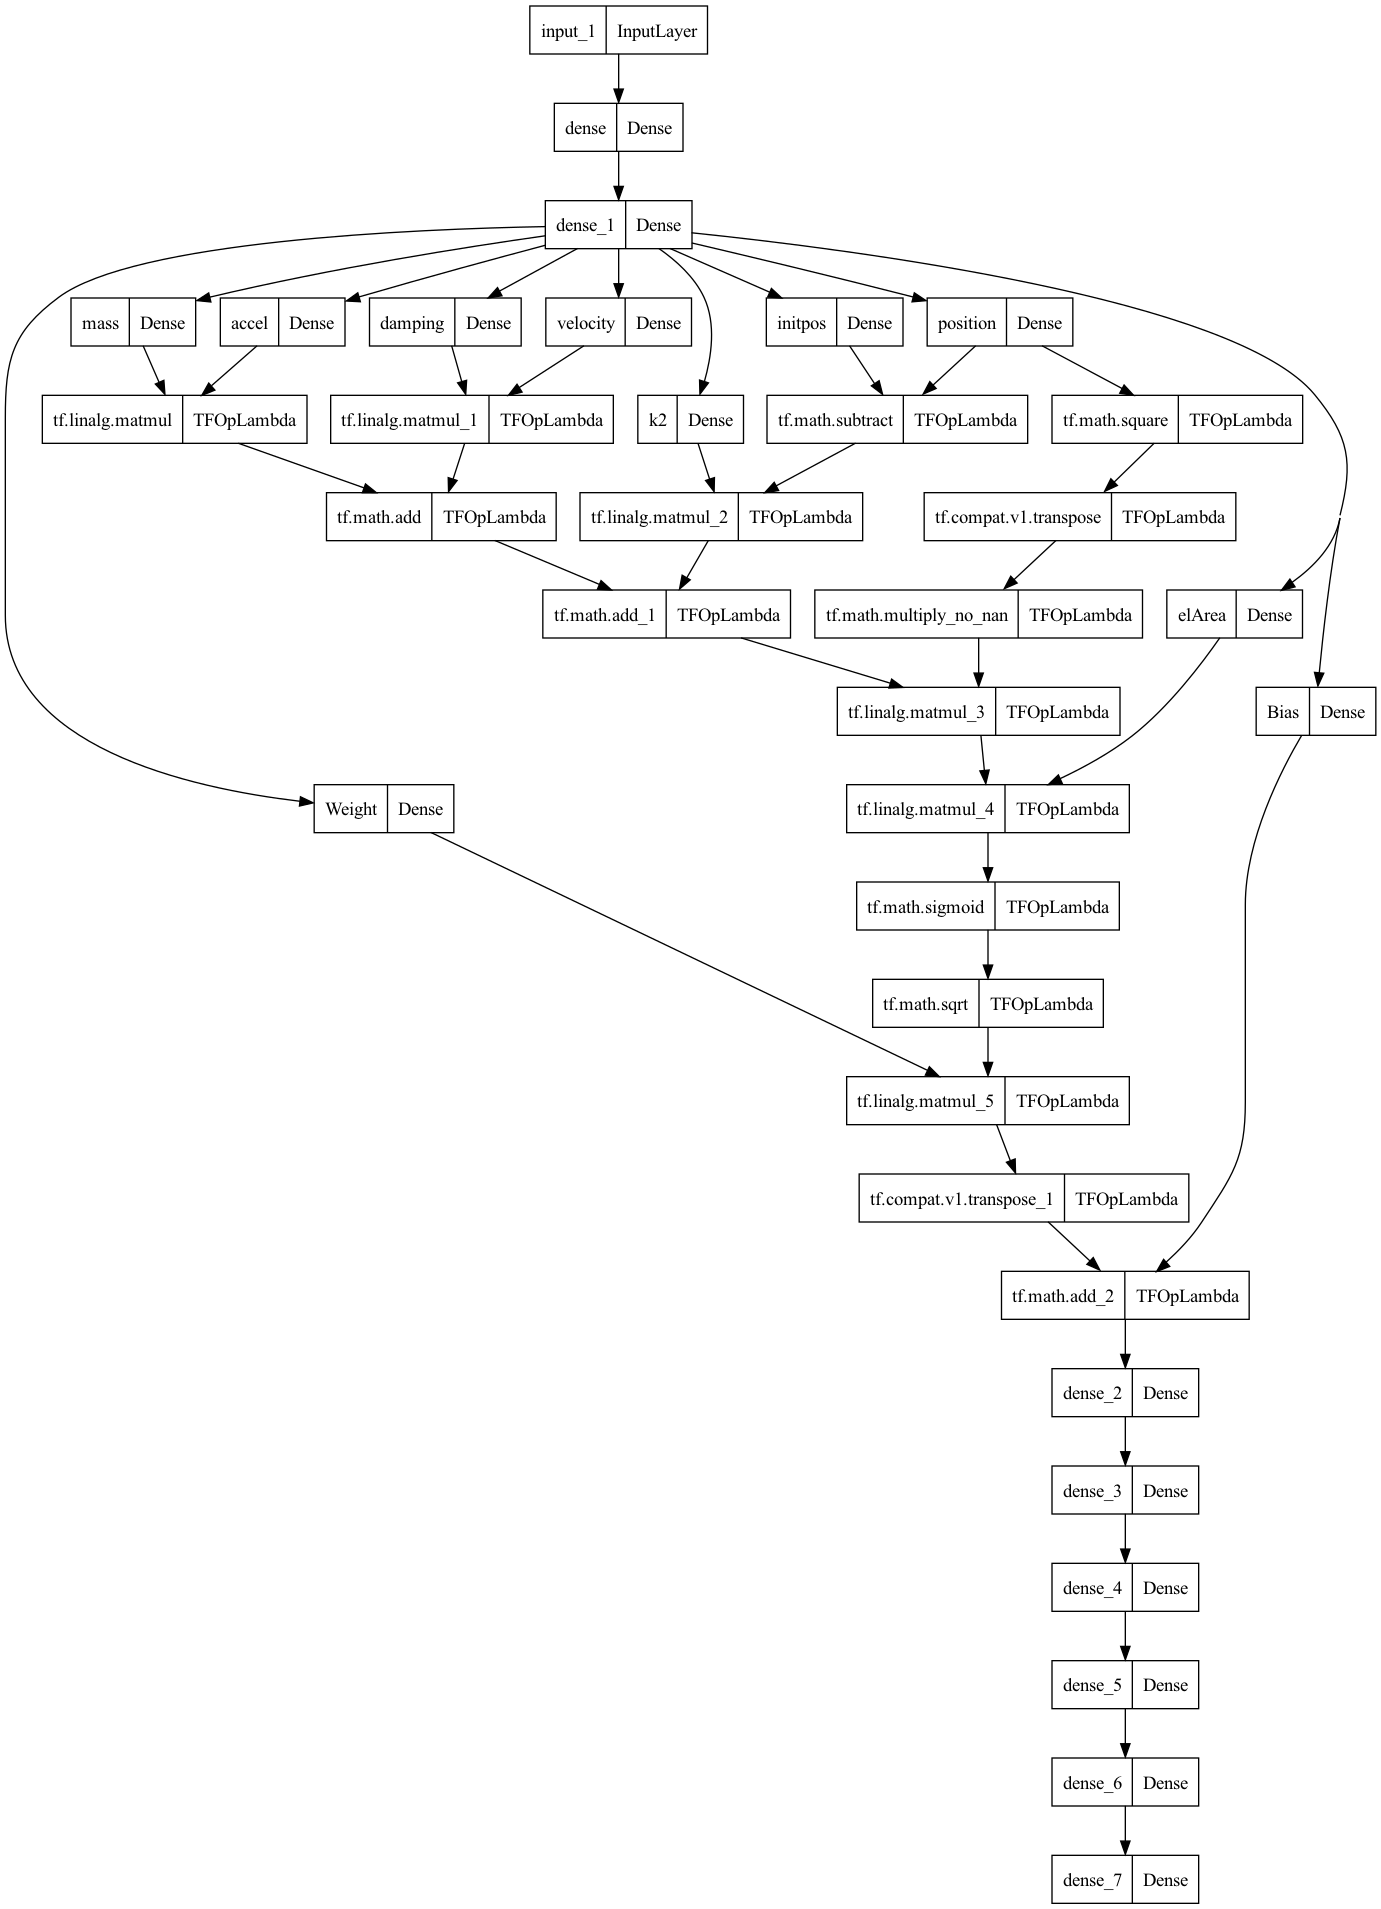 input_1 InputLayer
dense Dense
dense_1 Dense
mass Dense accel Dense damping Dense velocity Dense initpos Dense position Dense
tf.linalg.matmul TFOpLambda tf.linalg.matmul_1 TFOpLambda k2 Dense tf.math.subtract TFOpLambda tf.math.square TFOpLambda
tf.math.add TFOpLambda tf.linalg.matmul_2 TFOpLambda tf.compat.v1.transpose TFOpLambda
tf.math.add_1 TFOpLambda tf.math.multiply_no_nan TFOpLambda elArea Dense
tf.linalg.matmul_3 TFOpLambda Bias Dense
Weight Dense tf.linalg.matmul_4 TFOpLambda
tf.math.sigmoid TFOpLambda
tf.math.sqrt TFOpLambda
tf.linalg.matmul_5 TFOpLambda
tf.compat.v1.transpose_1 TFOpLambda
tf.math.add_2 TFOpLambda
dense_2 Dense
dense_3 Dense
dense_4 Dense
dense_5 Dense
dense_6 Dense
dense_7 Dense